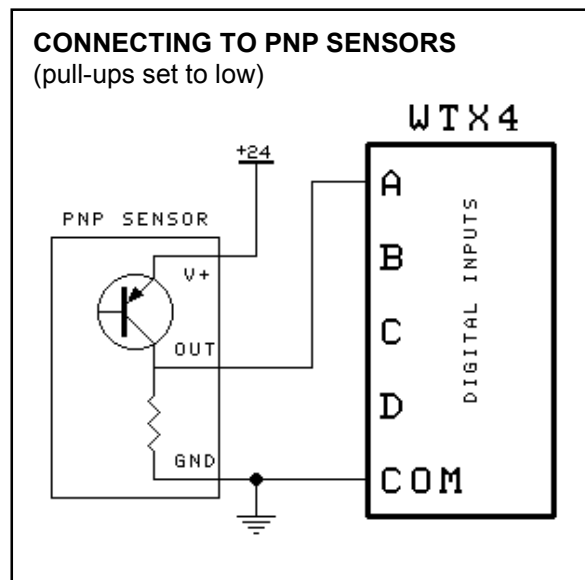 CONNECTING TO PNP SENSORS
(pull-ups set to low)
WTX4
+24
PNP SENSOR
V+
OUT
GND
A
B
C
D
COM
DIGITAL INPUTS